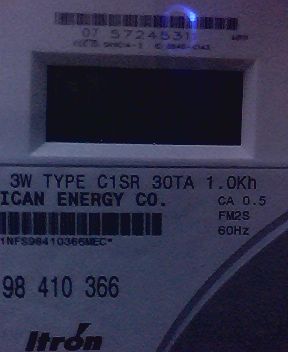 07 57245311
3W TYPE C1SR 30TA 1.0Kh
ICAN ENERGY CO.
CA 0.5
FM2S
60Hz
1NFS98410366MEC*
98 410 366
Itron